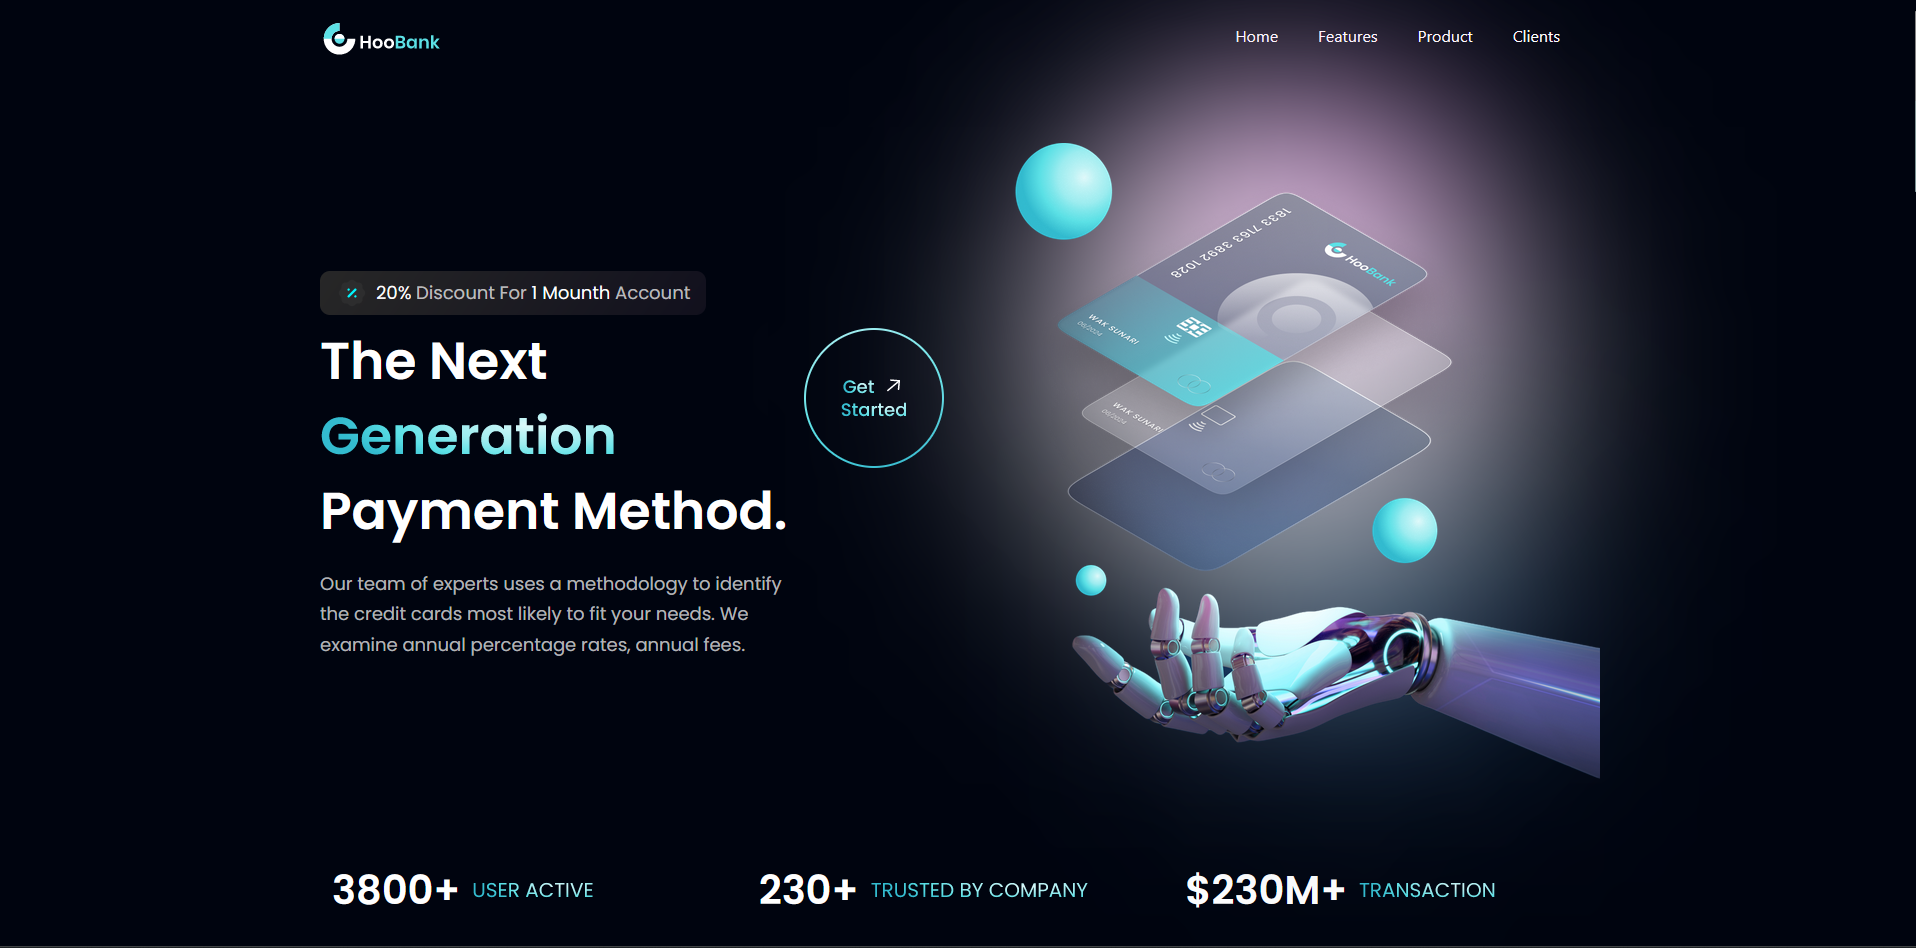 HooBank
Home
Features
Product
Clients
20% Discount For 1 Mounth Account
The Next
Generation
Payment Method.
Get
Started
Our team of experts uses a methodology to identify
the credit cards most likely to fit your needs. We
examine annual percentage rates, annual fees.
1833 7163 3892 1028
HooBank
WAK SUNARI
06/2024
WAK SUNARI
06/2024
3800+ USER ACTIVE
230+ TRUSTED BY COMPANY
$230M+ TRANSACTION